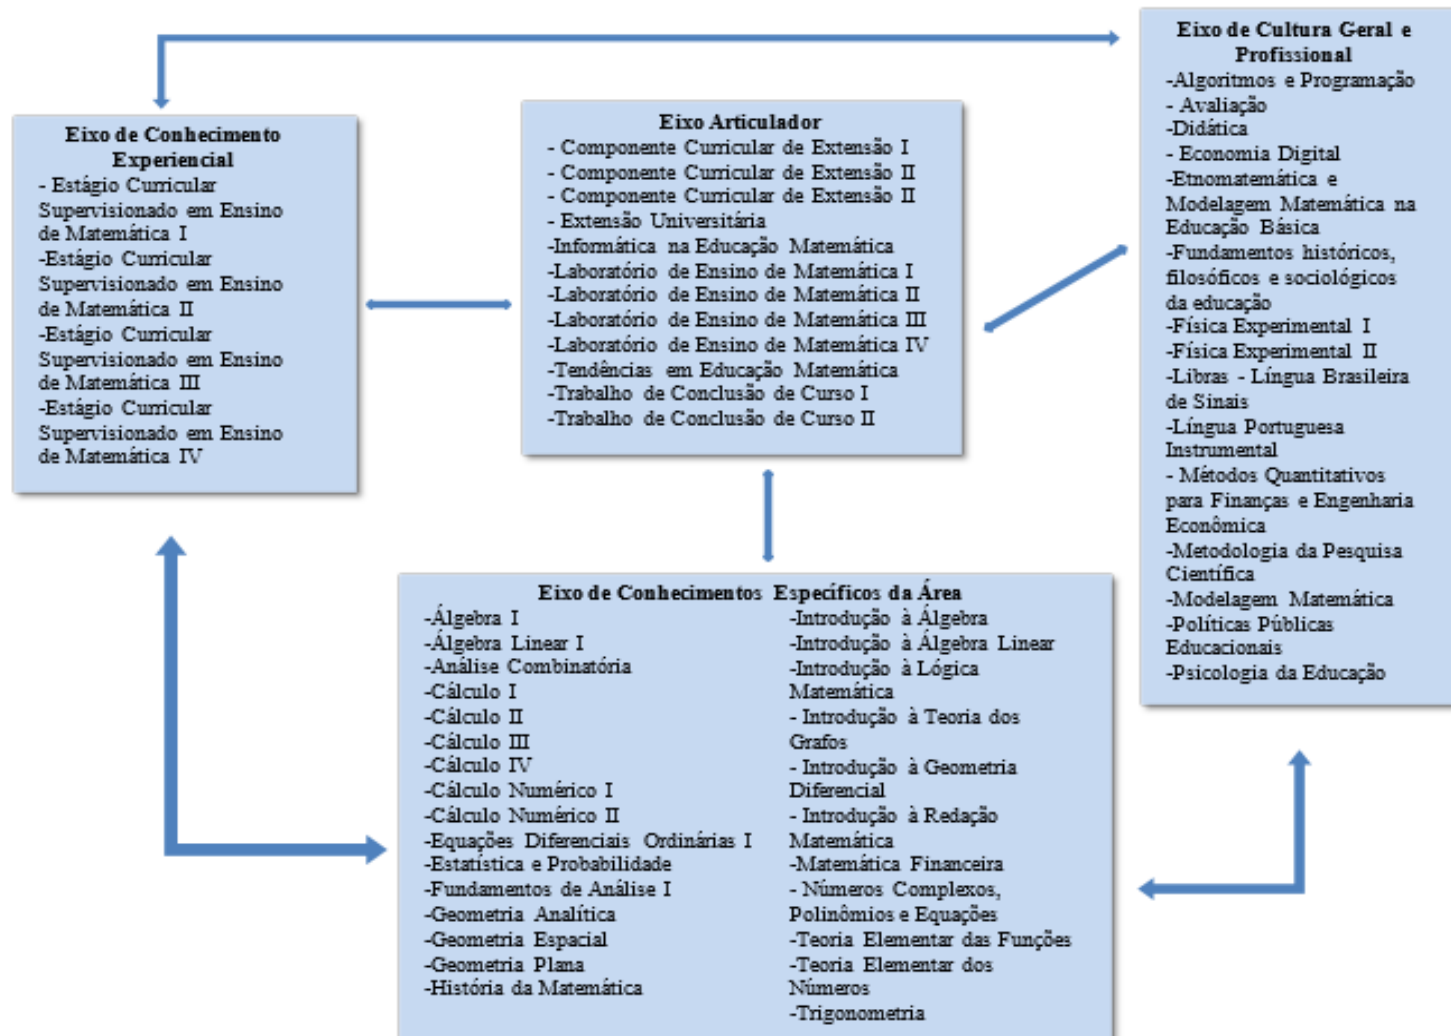 Eixo de Conhecimento
Experiencial
- Estágio Curricular
Supervisionado em Ensino
de Matemática I
-Estágio Curricular
Supervisionado em Ensino
de Matemática II
-Estágio Curricular
Supervisionado em Ensino
de Matemática III
-Estágio Curricular
Supervisionado em Ensino
de Matemática IV
Eixo Articulador
- Componente Curricular de Extensão I
- Componente Curricular de Extensão II
- Componente Curricular de Extensão II
- Extensão Universitária
-Informática na Educação Matemática
-Laboratório de Ensino de Matemática I
-Laboratório de Ensino de Matemática II
-Laboratório de Ensino de Matemática III
-Laboratório de Ensino de Matemática IV
-Tendências em Educação Matemática
-Trabalho de Conclusão de Curso I
-Trabalho de Conclusão de Curso II
Eixo de Cultura Geral e
Profissional
-Algoritmos e Programação
- Avaliação
-Didática
- Economia Digital
-Etnomatemática e
Modelagem Matemática na
Educação Básica
-Fundamentos históricos,
filosóficos e sociológicos
da educação
-Física Experimental I
-Física Experimental II
-Libras - Língua Brasileira
de Sinais
-Língua Portuguesa
Instrumental
- Métodos Quantitativos
para Finanças e Engenharia
Econômica
-Metodologia da Pesquisa
Científica
-Modelagem Matemática
-Políticas Públicas
Educacionais
-Psicologia da Educação
Eixo de Conhecimentos Específicos da Área
-Álgebra I
-Álgebra Linear I
-Análise Combinatória
-Cálculo I
-Cálculo II
-Cálculo III
-Cálculo IV
-Cálculo Numérico I
-Cálculo Numérico II
-Equações Diferenciais Ordinárias I
-Estatística e Probabilidade
-Fundamentos de Análise I
-Geometria Analítica
-Geometria Espacial
-Geometria Plana
-História da Matemática
-Introdução à Álgebra
-Introdução à Álgebra Linear
-Introdução à Lógica
Matemática
- Introdução à Teoria dos
Grafos
- Introdução à Geometria
Diferencial
- Introdução à Redação
Matemática
-Matemática Financeira
- Números Complexos,
Polinômios e Equações
-Teoria Elementar das Funções
-Teoria Elementar dos
Números
-Trigonometria